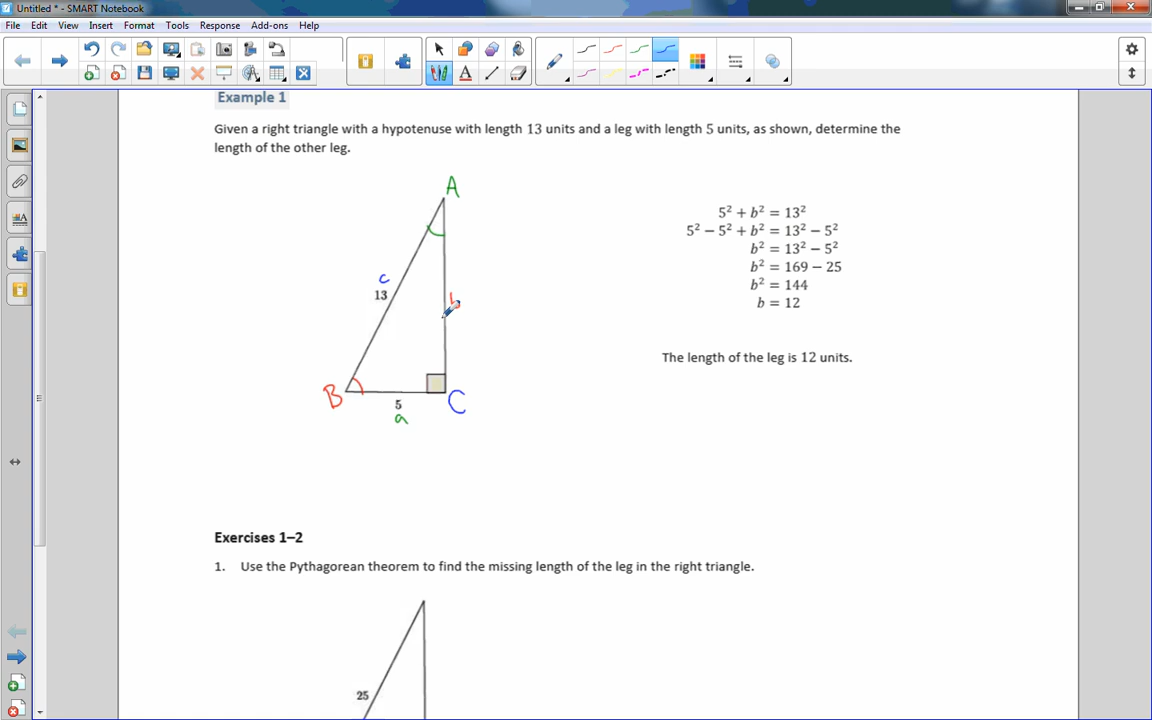 Untitled * - SMART Notebook
File Edit View Insert Format Tools Response Add-ons Help
Example 1
Given a right triangle with a hypotenuse with length 13 units and a leg with length 5 units, as shown, determine the
length of the other leg.
A
5² + b² = 13²
5² − 5² + b² = 13² − 5²
b² = 13² − 5²
b² = 169 − 25
b² = 144
b = 12
c
13
b
The length of the leg is 12 units.
B
C
5
a
Exercises 1–2
1. Use the Pythagorean theorem to find the missing length of the leg in the right triangle.
25